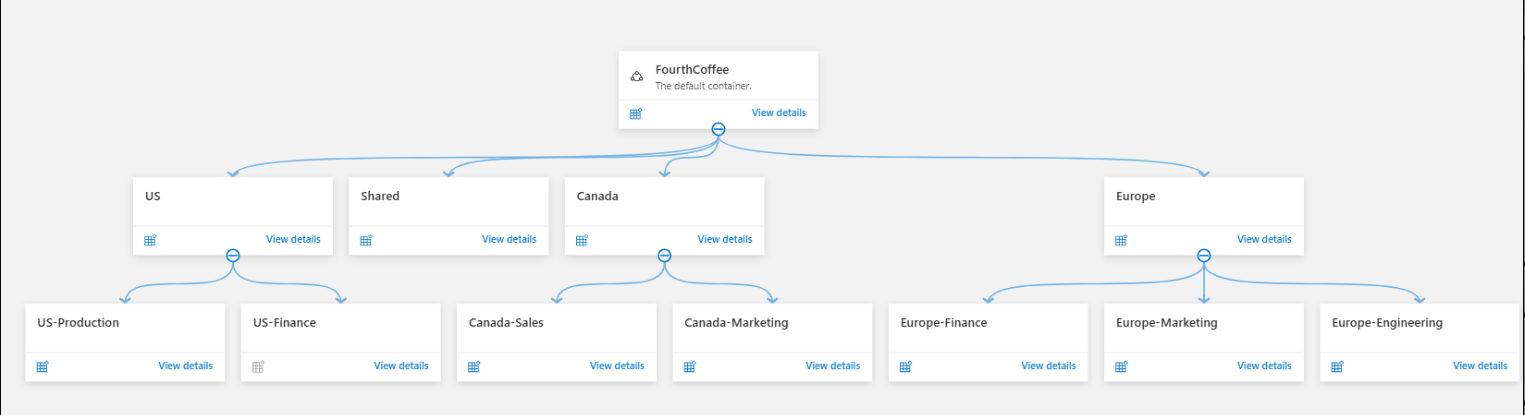 FourthCoffee
The default container.
View details
US
View details
Shared
View details
Canada
View details
Europe
View details
US-Production
View details
US-Finance
View details
Canada-Sales
View details
Canada-Marketing
View details
Europe-Finance
View details
Europe-Marketing
View details
Europe-Engineering
View details